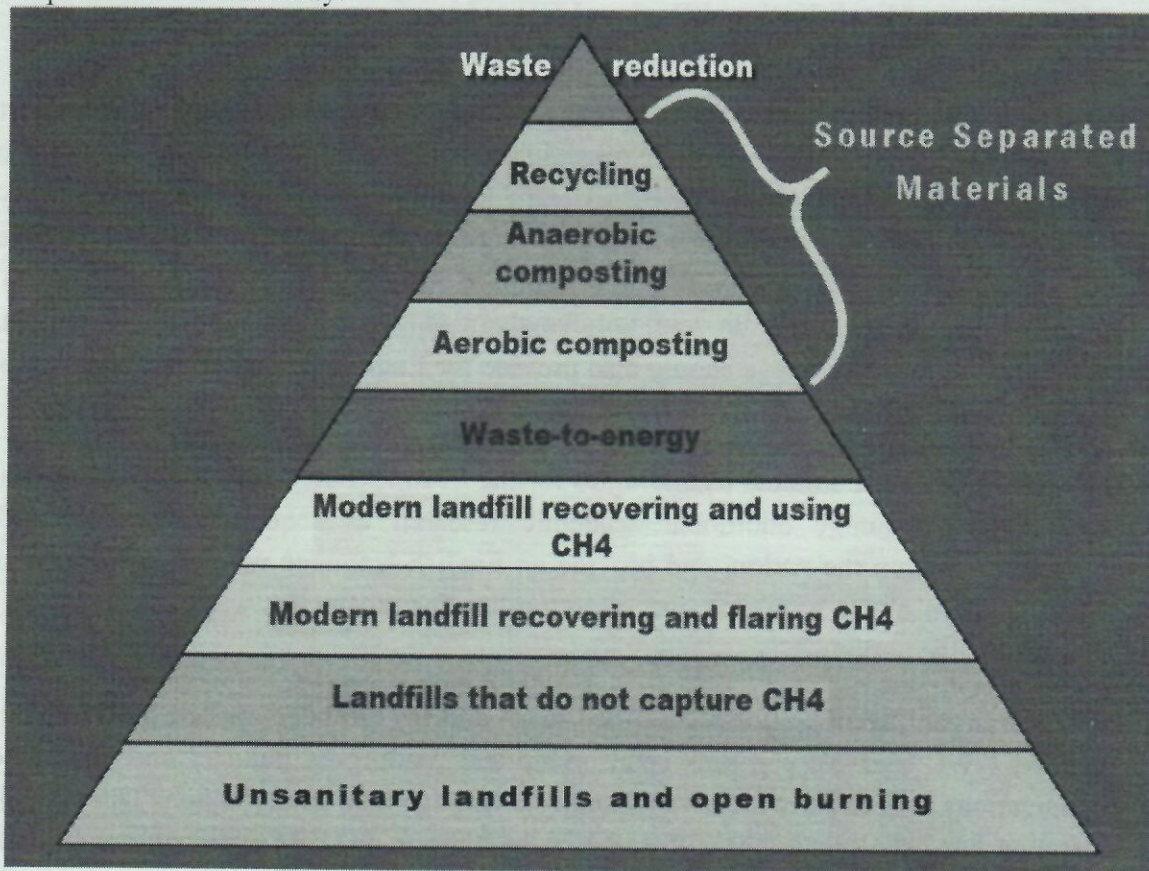 Waste reduction
Source Separated
Materials
Recycling
Anaerobic
composting
Aerobic composting
Waste-to-energy
Modern landfill recovering and using
CH4
Modern landfill recovering and flaring CH4
Landfills that do not capture CH4
Unsanitary landfills and open burning